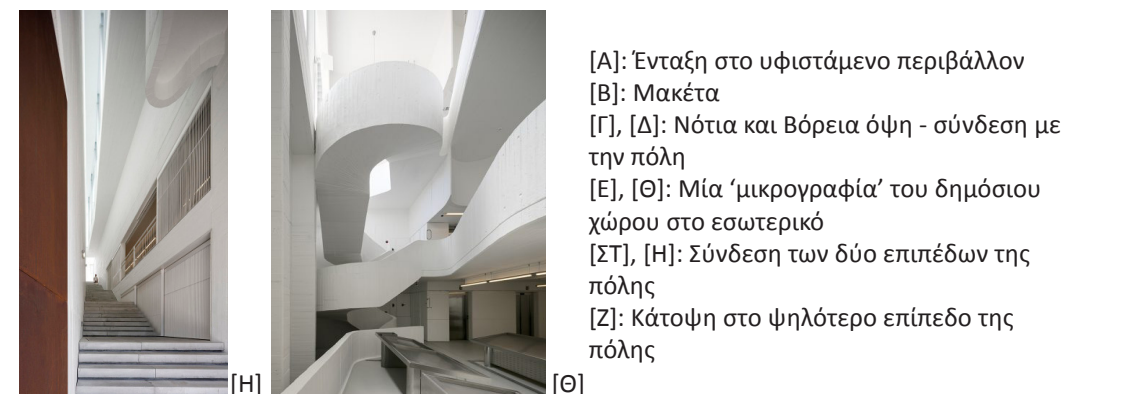 [Α]: Ένταξη στο υφιστάμενο περιβάλλον
[Β]: Μακέτα
[Γ], [Δ]: Νότια και Βόρεια όψη - σύνδεση με
την πόλη
[Ε], [Θ]: Μία ‘μικρογραφία’ του δημόσιου
χώρου στο εσωτερικό
[ΣΤ], [Η]: Σύνδεση των δύο επιπέδων της
πόλης
[Ζ]: Κάτοψη στο ψηλότερο επίπεδο της
πόλης
[Η]
[Θ]